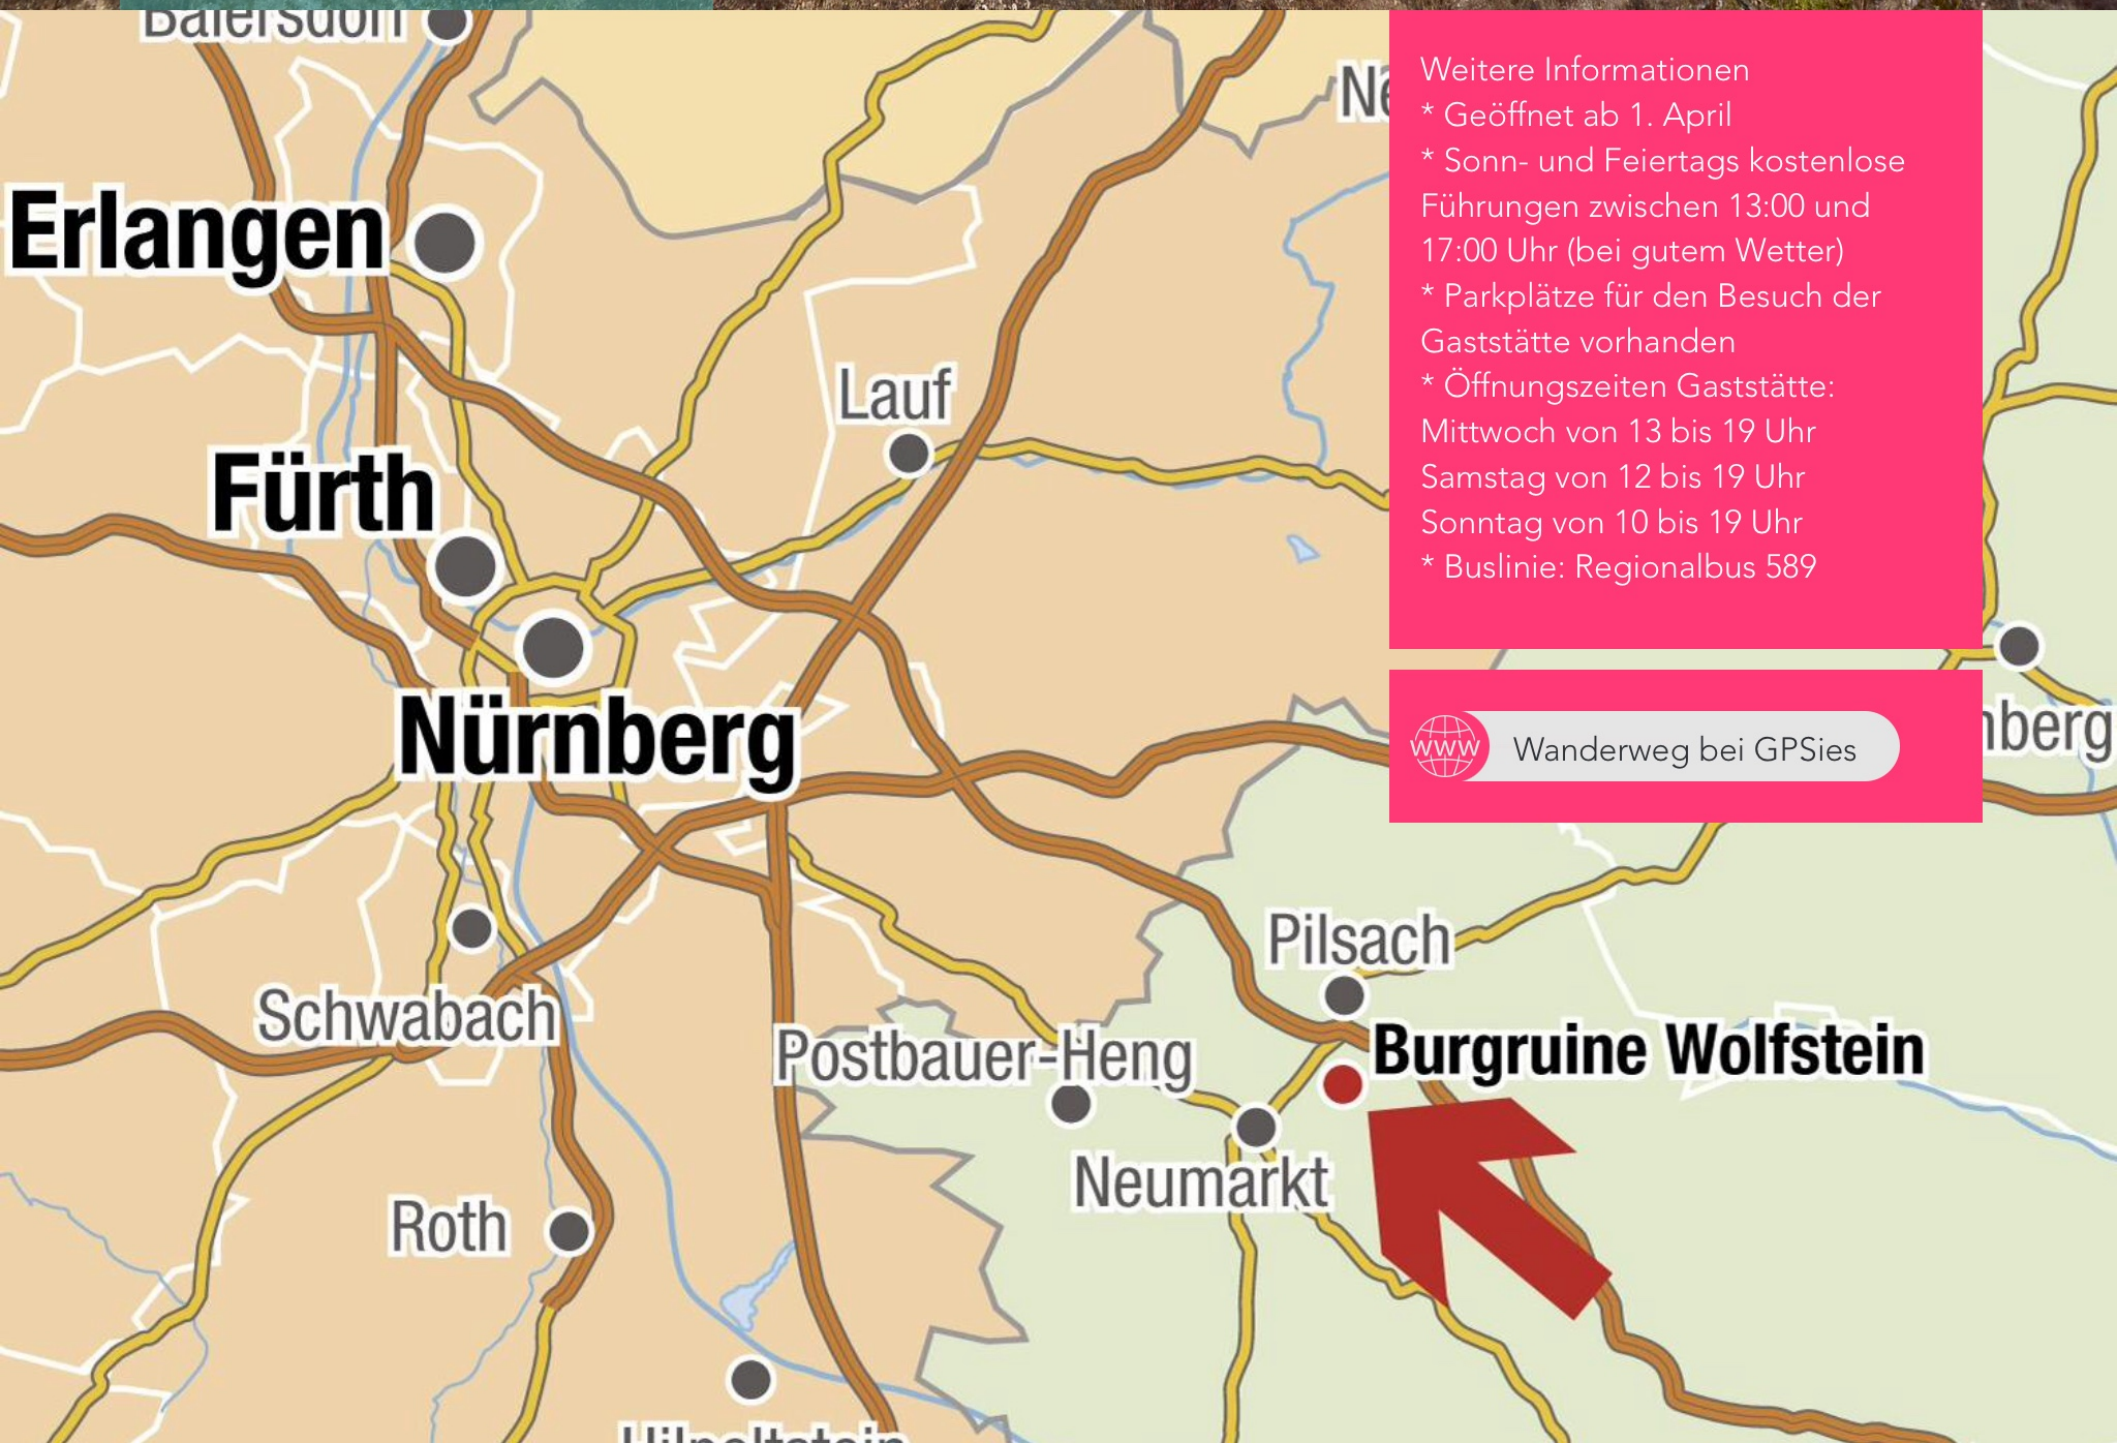 Baiersdorf
Erlangen
Fürth
Lauf
Nürnberg
Schwabach
Roth
Postbauer-Heng
Pilsach
Burgruine Wolfstein
Neumarkt
Weitere Informationen
* Geöffnet ab 1. April
* Sonn- und Feiertags kostenlose
Führungen zwischen 13:00 und
17:00 Uhr (bei gutem Wetter)
* Parkplätze für den Besuch der
Gaststätte vorhanden
* Öffnungszeiten Gaststätte:
Mittwoch von 13 bis 19 Uhr
Samstag von 12 bis 19 Uhr
Sonntag von 10 bis 19 Uhr
* Buslinie: Regionalbus 589
www
Wanderweg bei GPSies